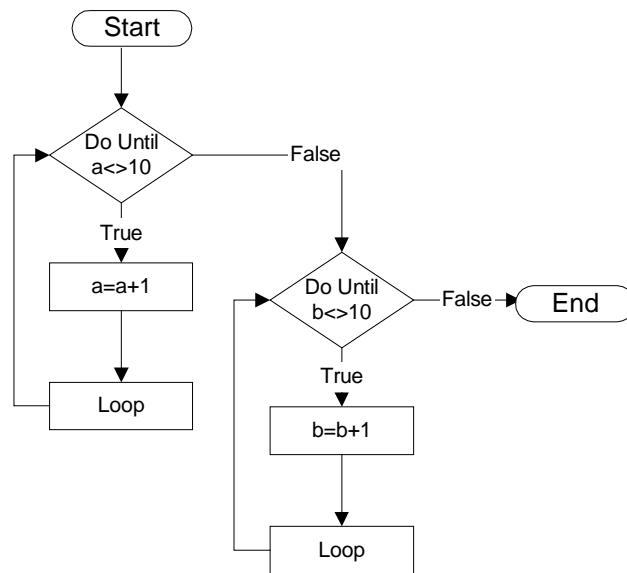 Start
Do Until
a<>10
False
True
a=a+1
Loop
Do Until
b<>10
False
End
True
b=b+1
Loop